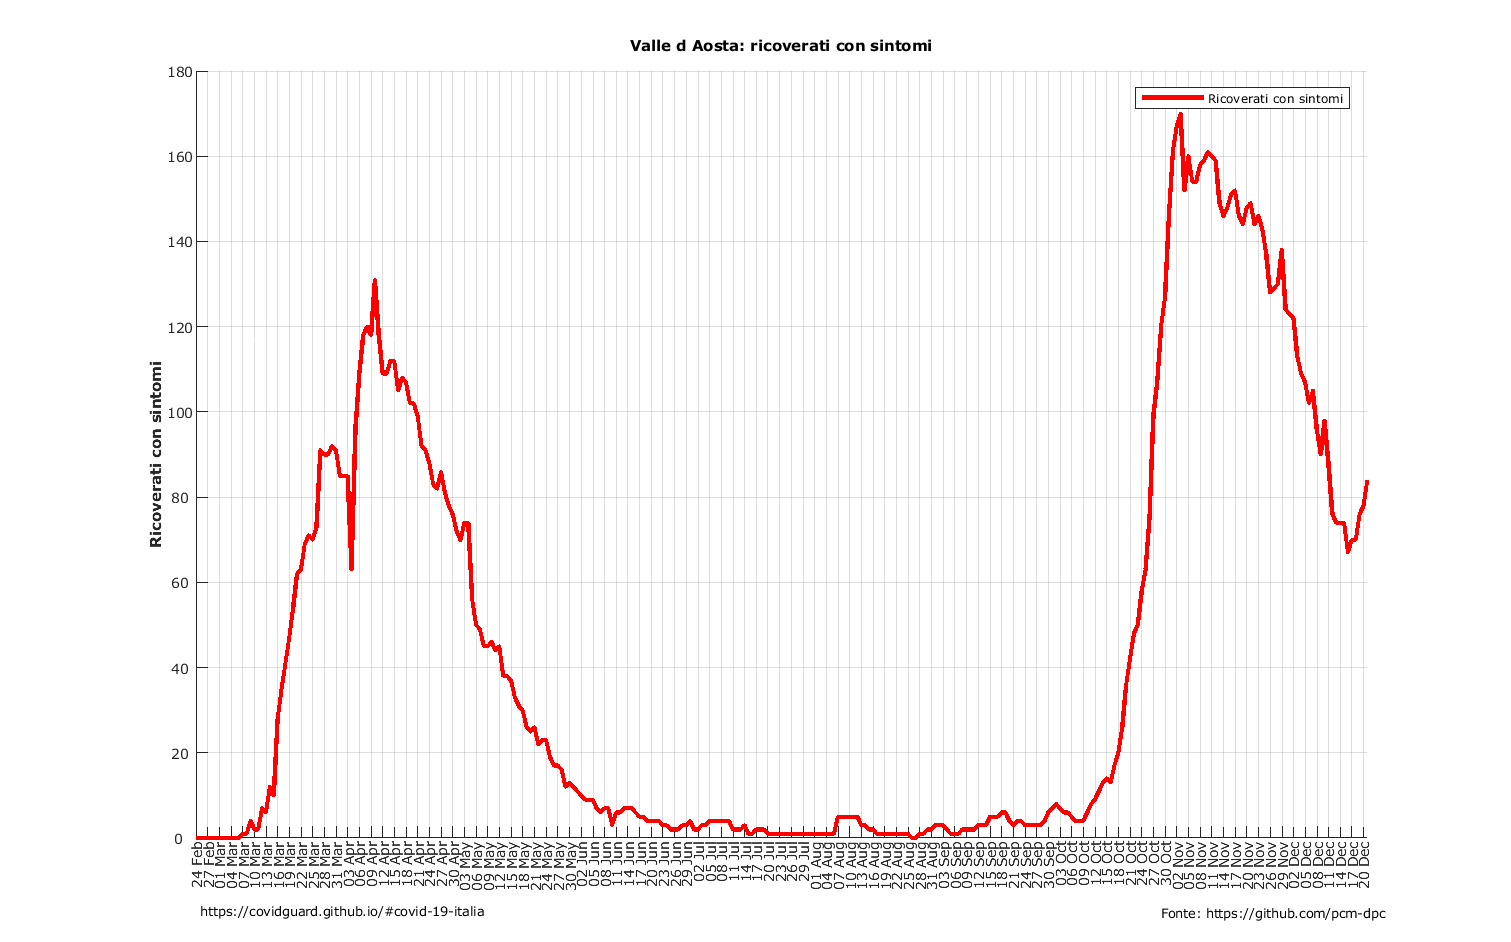 Valle d Aosta: ricoverati con sintomi
Ricoverati con sintomi
Ricoverati con sintomi
180
160
140
120
100
80
60
40
20
0
24 Feb
27 Feb
01 Mar
04 Mar
07 Mar
10 Mar
13 Mar
16 Mar
19 Mar
22 Mar
25 Mar
28 Mar
31 Mar
03 Apr
06 Apr
09 Apr
12 Apr
15 Apr
18 Apr
21 Apr
24 Apr
27 Apr
30 Apr
03 May
06 May
09 May
12 May
15 May
18 May
21 May
24 May
27 May
30 May
02 Jun
05 Jun
08 Jun
11 Jun
14 Jun
17 Jun
20 Jun
23 Jun
26 Jun
29 Jun
02 Jul
05 Jul
08 Jul
11 Jul
14 Jul
17 Jul
20 Jul
23 Jul
26 Jul
29 Jul
01 Aug
04 Aug
07 Aug
10 Aug
13 Aug
16 Aug
19 Aug
22 Aug
25 Aug
28 Aug
31 Aug
03 Sep
06 Sep
09 Sep
12 Sep
15 Sep
18 Sep
21 Sep
24 Sep
27 Sep
30 Sep
03 Oct
06 Oct
09 Oct
12 Oct
15 Oct
18 Oct
21 Oct
24 Oct
27 Oct
30 Oct
02 Nov
05 Nov
08 Nov
11 Nov
14 Nov
17 Nov
20 Nov
23 Nov
26 Nov
29 Nov
02 Dec
05 Dec
08 Dec
11 Dec
14 Dec
17 Dec
20 Dec
https://covidguard.github.io/#covid-19-italia
Fonte: https://github.com/pcm-dpc